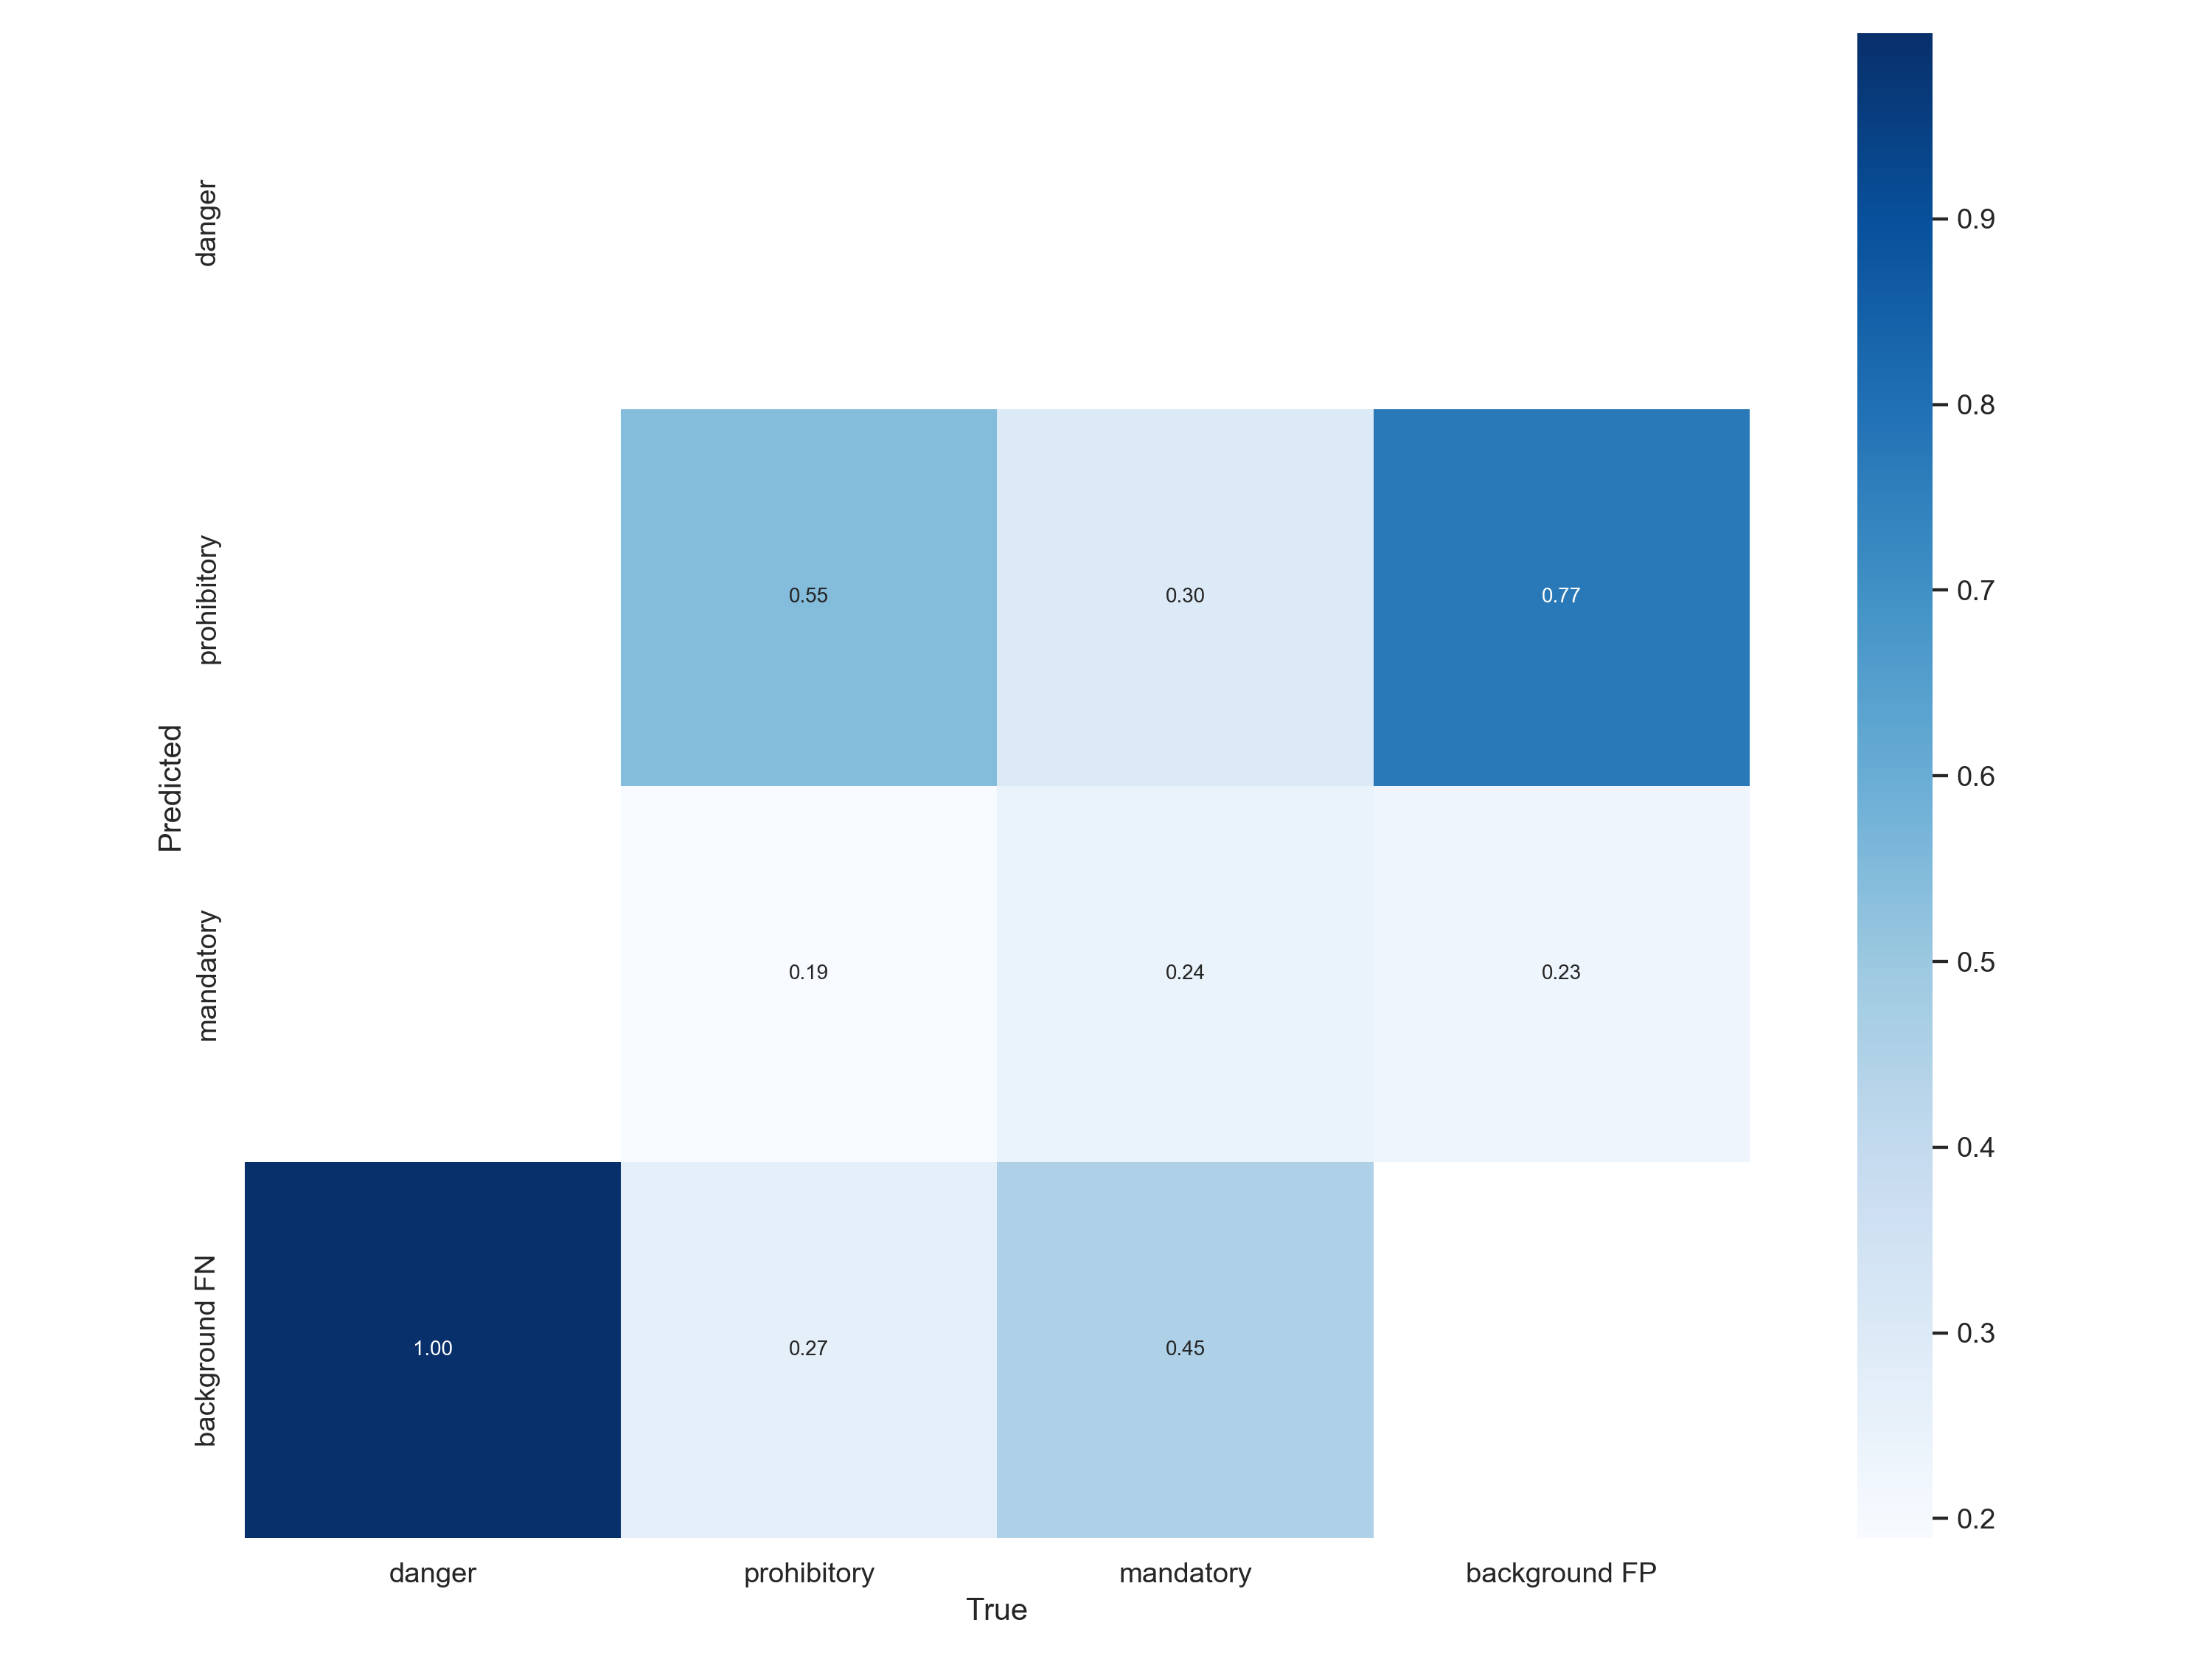 danger
prohibitory
mandatory
background FN
Predicted
0.55 0.30 0.77
0.19 0.24 0.23
1.00 0.27 0.45
danger prohibitory mandatory background FP
True
0.9
0.8
0.7
0.6
0.5
0.4
0.3
0.2